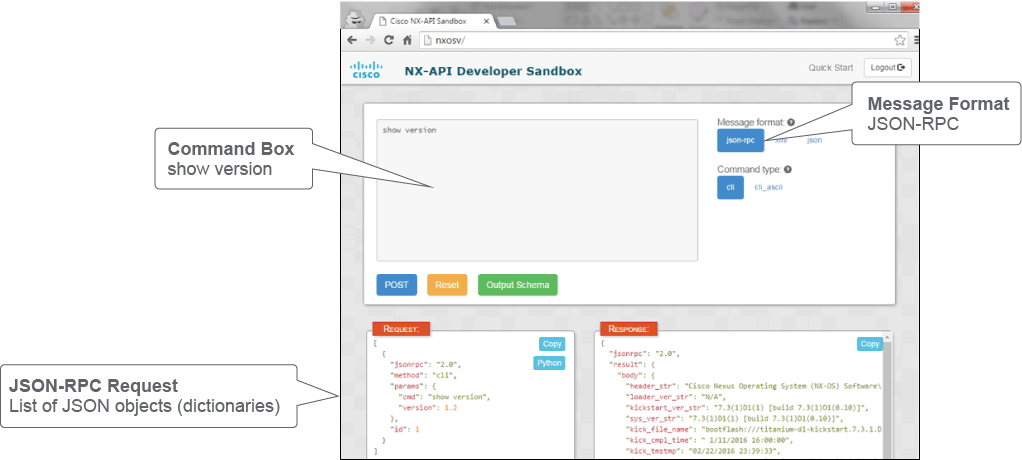 Cisco NX-API Sandbox
nxosv/
CISCO
NX-API Developer Sandbox
Quick Start
Logout
show version
Message format:
json-rpc
xml
json
Command type:
cli
cli_ascii
Message Format
JSON-RPC
Command Box
show version
POST
Reset
Output Schema
REQUEST:
Copy
Python
[
{
"jsonrpc": "2.0",
"method": "cli",
"params": {
"cmd": "show version",
"version": 1.2
},
"id": 1
}
]
JSON-RPC Request
List of JSON objects (dictionaries)
RESPONSE:
Copy
{
"jsonrpc": "2.0",
"result": {
"body": {
"header_str": "Cisco Nexus Operating System (NX-OS) Software\
"loader_ver_str": "N/A",
"kickstart_ver_str": "7.3(1)D1(1) [build 7.3(1)D1(0.10)]",
"sys_ver_str": "7.3(1)D1(1) [build 7.3(1)D1(0.10)]",
"kick_file_name": "bootflash:///titanium-d1-kickstart.7.3.1.D
"kick_cmpl_time": " 1/11/2016 16:00:00",
"kick_tmstmp": "02/22/2016 23:39:33",